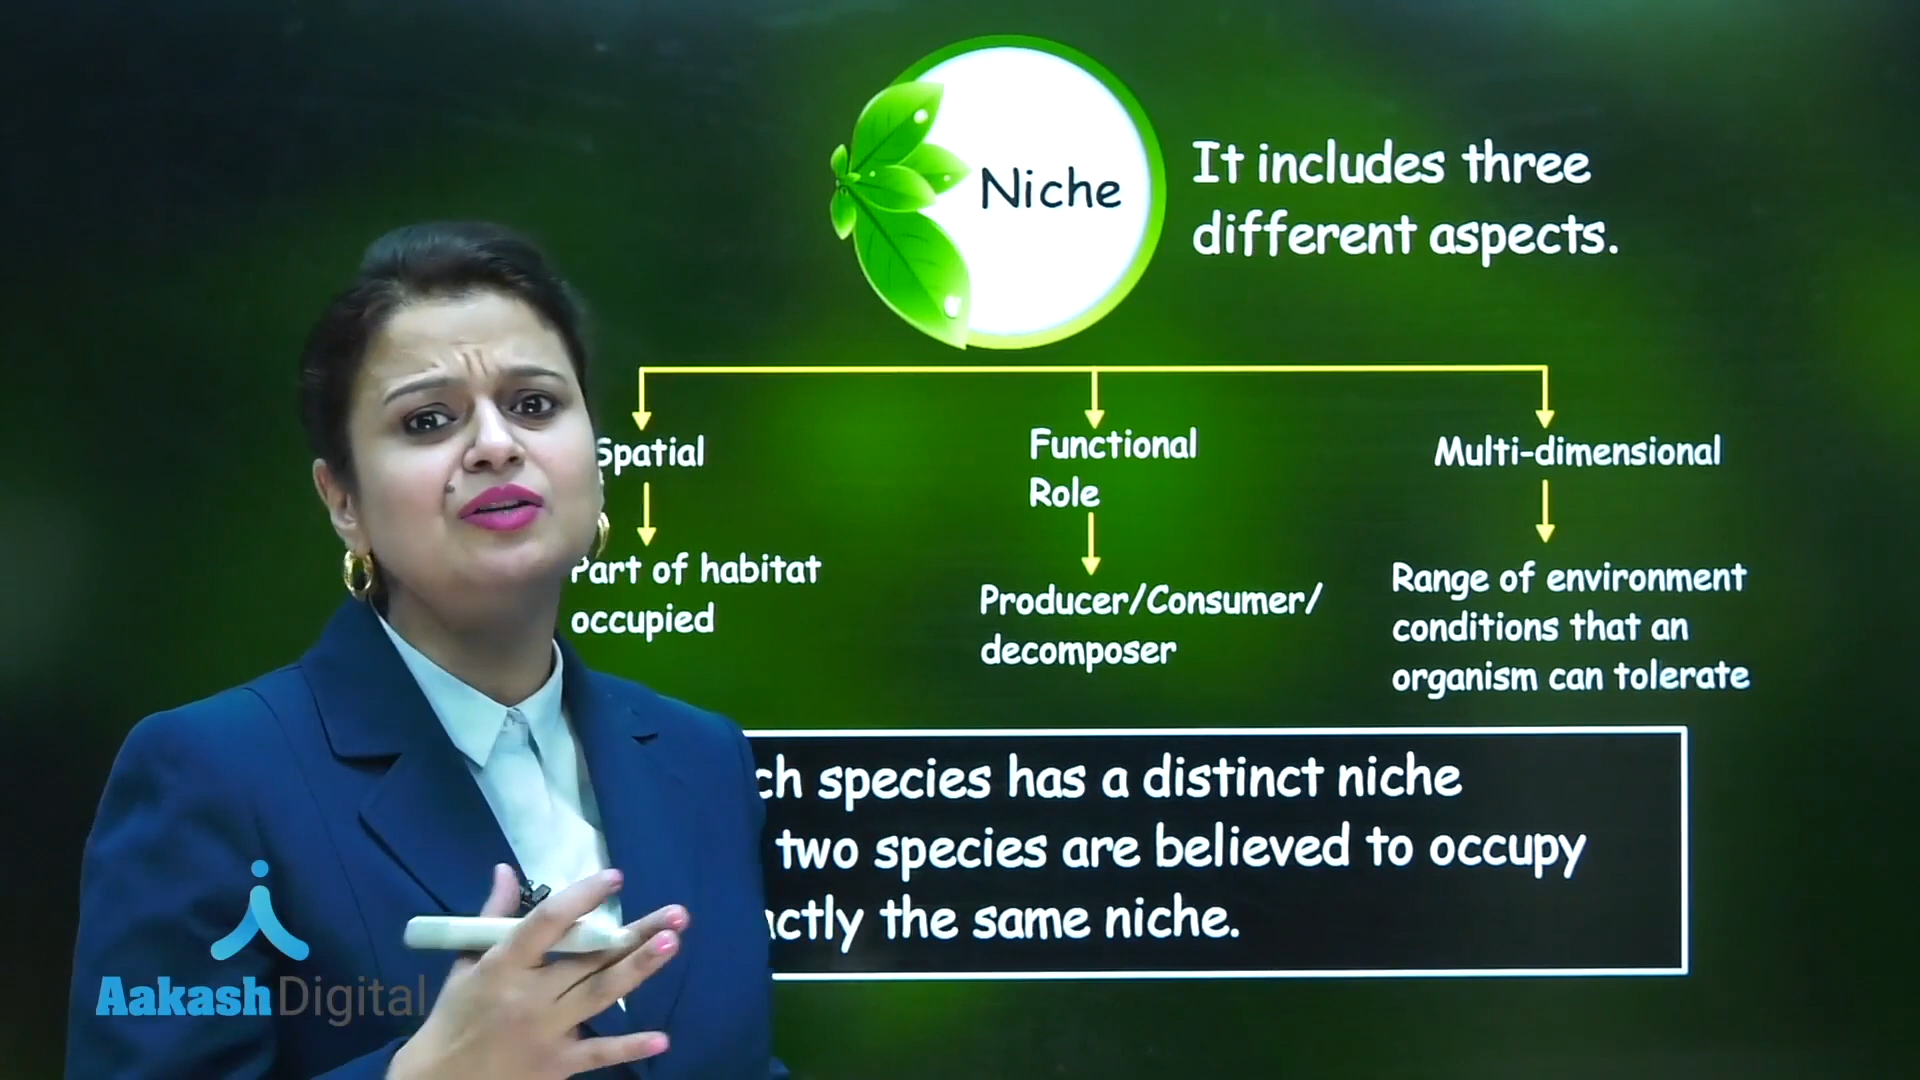 Niche
It includes three
different aspects.
Spatial
Part of habitat
occupied
Functional
Role
Producer/Consumer/
decomposer
Multi-dimensional
Range of environment
conditions that an
organism can tolerate
species has a distinct niche
two species are believed to occupy
the same niche.
Aakash Digital